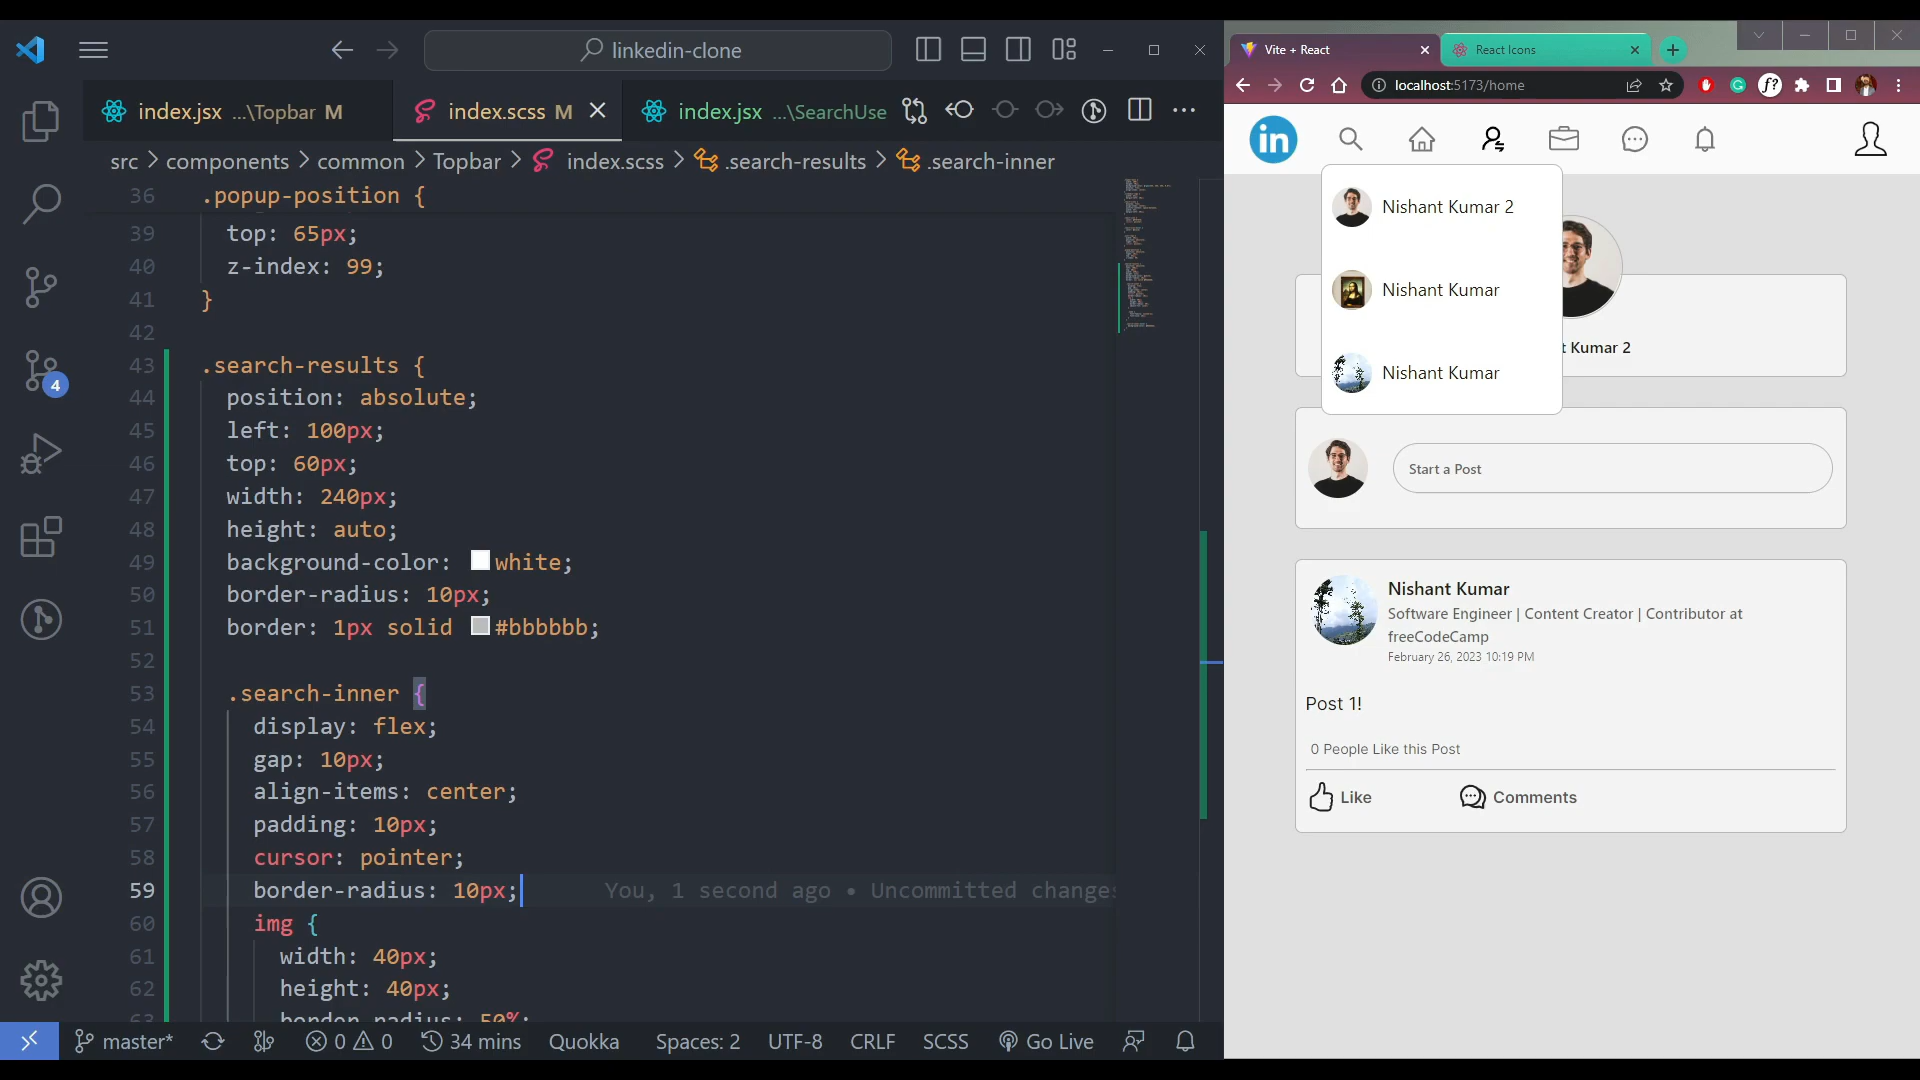 linkedin-clone
index.jsx ...\Topbar M
index.scss M
index.jsx ...\SearchUse
src > components > common > Topbar > index.scss > .search-results > .search-inner
36 .popup-position {
39 top: 65px;
40 z-index: 99;
41 }
42
43 .search-results {
44 position: absolute;
45 left: 100px;
46 top: 60px;
47 width: 240px;
48 height: auto;
49 background-color: white;
50 border-radius: 10px;
51 border: 1px solid #bbbbbb;
52
53 .search-inner {
54 display: flex;
55 gap: 10px;
56 align-items: center;
57 padding: 10px;
58 cursor: pointer;
59 border-radius: 10px; You, 1 second ago • Uncommitted changes
60 img {
61 width: 40px;
62 height: 40px;
63 border-radius: 50%;
4
master* 0 0 34 mins Quokka Spaces: 2 UTF-8 CRLF SCSS Go Live
Vite + React
React Icons
localhost:5173/home
f?
in
Nishant Kumar 2
Nishant Kumar
Nishant Kumar
t Kumar 2
Start a Post
Nishant Kumar
Software Engineer | Content Creator | Contributor at
freeCodeCamp
February 26, 2023 10:19 PM
Post 1!
0 People Like this Post
Like
Comments